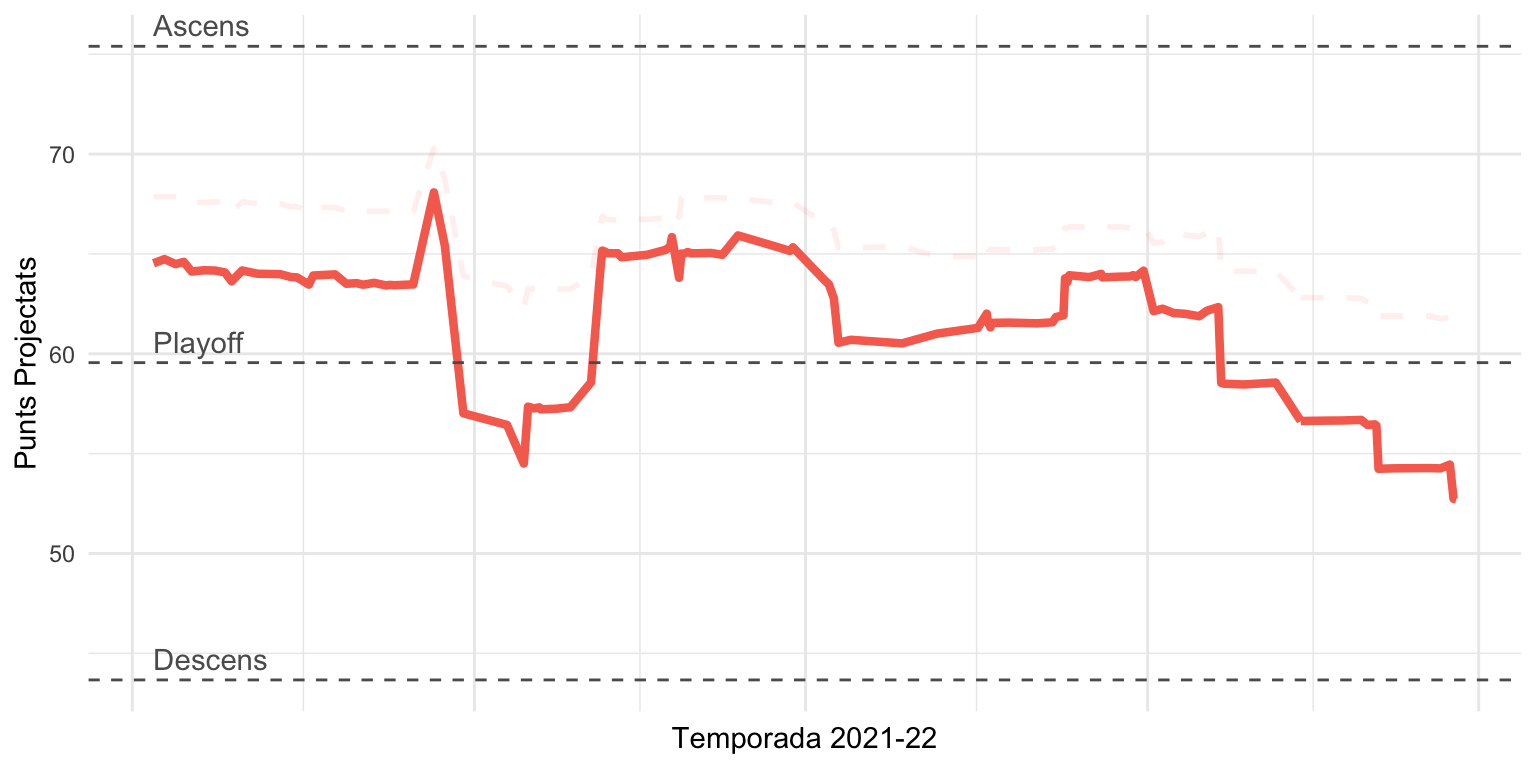 Ascens
70
Playoff
60
50
Descens
Punts Projectats
Temporada 2021-22